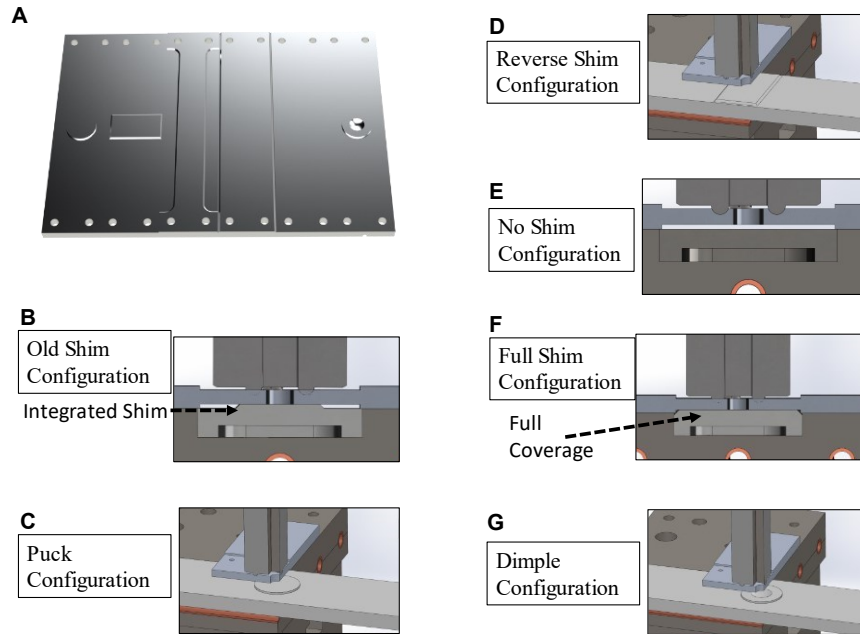 A
B
Old Shim
Configuration
Integrated Shim
C
Puck
Configuration
D
Reverse Shim
Configuration
E
No Shim
Configuration
F
Full Shim
Configuration
Full
Coverage
G
Dimple
Configuration